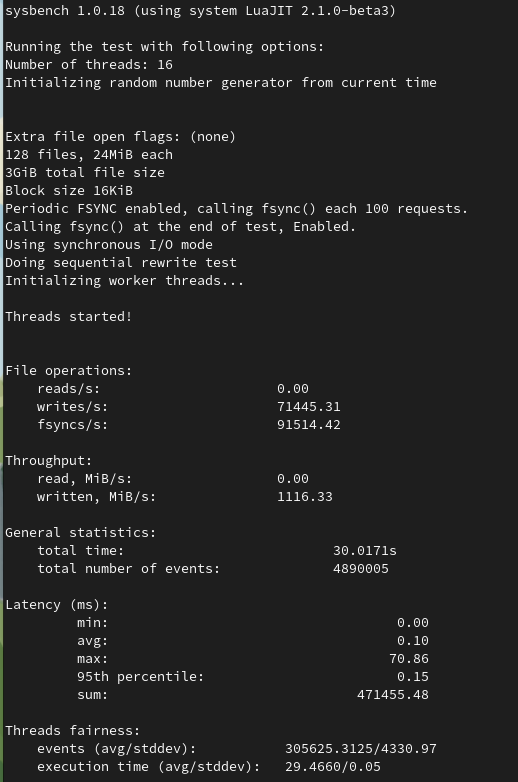 sysbench 1.0.18 (using system LuaJIT 2.1.0-beta3)
Running the test with following options:
Number of threads: 16
Initializing random number generator from current time
Extra file open flags: (none)
128 files, 24MiB each
3GiB total file size
Block size 16KiB
Periodic FSYNC enabled, calling fsync() each 100 requests.
Calling fsync() at the end of test, Enabled.
Using synchronous I/O mode
Doing sequential rewrite test
Initializing worker threads...
Threads started!
File operations:
reads/s: 0.00
writes/s: 71445.31
fsyncs/s: 91514.42
Throughput:
read, MiB/s: 0.00
written, MiB/s: 1116.33
General statistics:
total time: 30.0171s
total number of events: 4890005
Latency (ms):
min: 0.00
avg: 0.10
max: 70.86
95th percentile: 0.15
sum: 471455.48
Threads fairness:
events (avg/stddev): 305625.3125/4330.97
execution time (avg/stddev): 29.4660/0.05